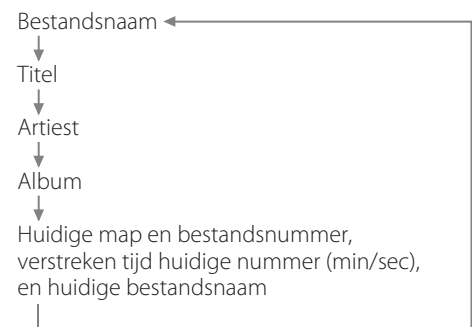 Bestandsnaam
Titel
Artiest
Album
Huidige map en bestandsnummer,
verstreken tijd huidige nummer (min/sec),
en huidige bestandsnaam